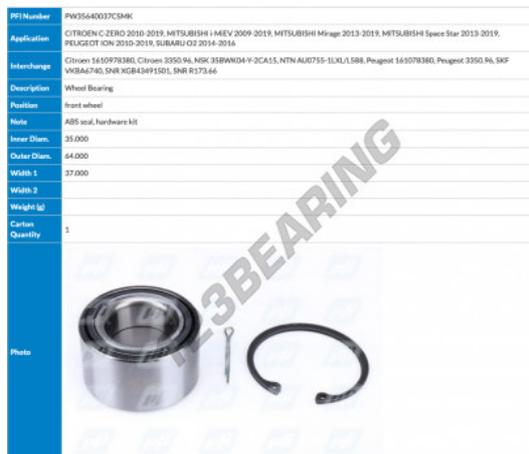 PFI Number PW35640037CSMK
Application CITROEN C-ZERO 2010-2019, MITSUBISHI i-MiEV 2009-2019, MITSUBISHI Mirage 2013-2019, MITSUBISHI Space Star 2013-2019,
PEUGEOT ION 2010-2019, SUBARU O2 2014-2016
Interchange Citroen 1610978380, Citroen 3350.96, NSK 35BWK04-Y-2CA15, NTN AU0755-1LXL/L588, Peugeot 161078380, Peugeot 3350.96, SKF
VKBA6740, SNR XGB43491S01, SNR R173.66
Description Wheel Bearing
Position front wheel
Note ABS seal, hardware kit
Inner Diam. 35.000
Outer Diam. 64.000
Width 1 37.000
Width 2
Weight (g)
Carton
Quantity 1
Photo
123BEARING